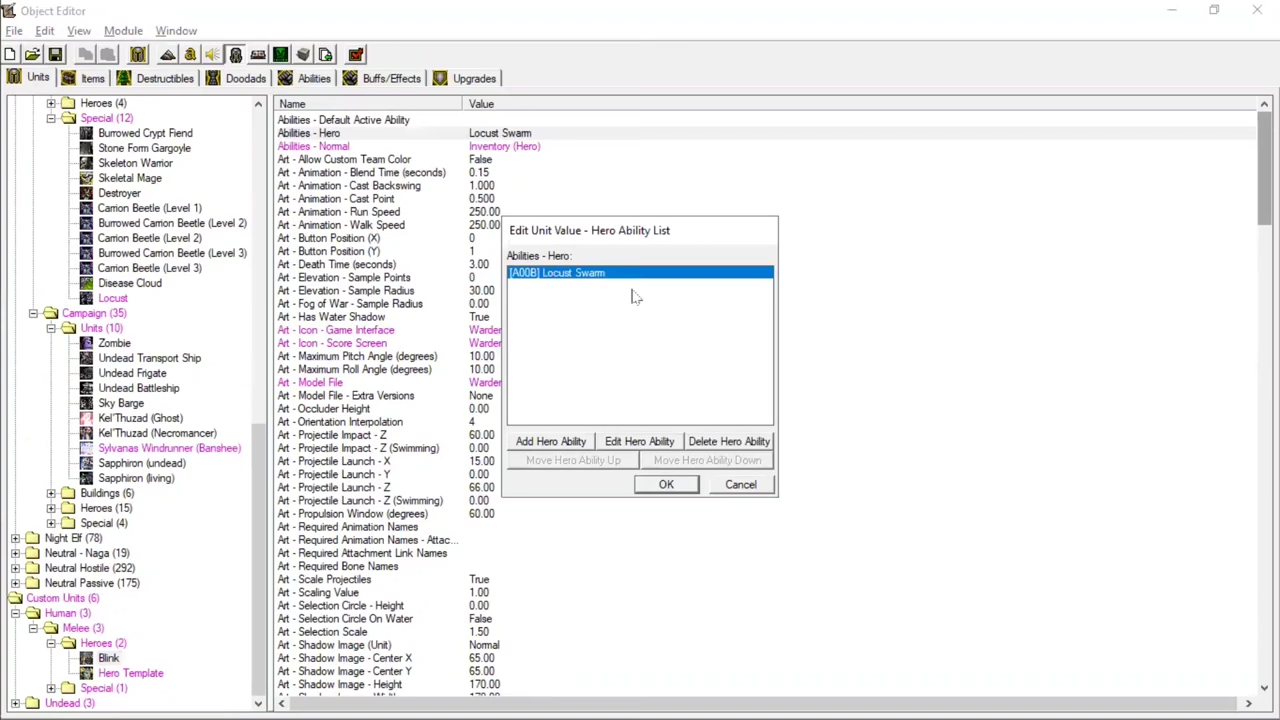 Object Editor
File Edit View Module Window
Units Items Destructibles Doodads Abilities Buffs/Effects Upgrades
Heroes (4)
Special (12)
Burrowed Crypt Fiend
Stone Form Gargoyle
Skeleton Warrior
Skeletal Mage
Destroyer
Carrion Beetle (Level 1)
Burrowed Carrion Beetle (Level 2)
Carrion Beetle (Level 2)
Burrowed Carrion Beetle (Level 3)
Carrion Beetle (Level 3)
Disease Cloud
Locust
Campaign (35)
Units (10)
Zombie
Undead Transport Ship
Undead Frigate
Undead Battleship
Sky Barge
Kel'Thuzad (Ghost)
Kel'Thuzad (Necromancer)
Sylvanas Windrunner (Banshee)
Sapphiron (undead)
Sapphiron (living)
Buildings (6)
Heroes (15)
Special (4)
Night Elf (78)
Neutral - Naga (19)
Neutral Hostile (292)
Neutral Passive (175)
Custom Units (6)
Human (3)
Melee (3)
Heroes (2)
Blink
Hero Template
Special (1)
Undead (3)
Name Value
Abilities - Default Active Ability
Abilities - Hero Locust Swarm
Abilities - Normal Inventory (Hero)
Art - Allow Custom Team Color False
Art - Animation - Blend Time (seconds) 0.15
Art - Animation - Cast Backswing 1.000
Art - Animation - Cast Point 0.500
Art - Animation - Run Speed 250.00
Art - Animation - Walk Speed 250.00
Art - Button Position (X) 0
Art - Button Position (Y) 1
Art - Death Time (seconds) 3.00
Art - Elevation - Sample Points 0
Art - Elevation - Sample Radius 30.00
Art - Fog of War - Sample Radius 0.00
Art - Has Water Shadow True
Art - Icon - Game Interface Warden
Art - Icon - Score Screen Warden
Art - Maximum Pitch Angle (degrees) 10.00
Art - Maximum Roll Angle (degrees) 10.00
Art - Model File Warden
Art - Model File - Extra Versions None
Art - Occluder Height 0.00
Art - Orientation Interpolation 4
Art - Projectile Impact - Z 60.00
Art - Projectile Impact - Z (Swimming) 0.00
Art - Projectile Launch - X 15.00
Art - Projectile Launch - Y 0.00
Art - Projectile Launch - Z 66.00
Art - Projectile Launch - Z (Swimming) 0.00
Art - Propulsion Window (degrees) 60.00
Art - Required Animation Names
Art - Required Animation Names - Attac...
Art - Required Attachment Link Names
Art - Required Bone Names
Art - Scale Projectiles True
Art - Scaling Value 1.00
Art - Selection Circle - Height 0.00
Art - Selection Circle On Water False
Art - Selection Scale 1.50
Art - Shadow Image (Unit) Normal
Art - Shadow Image - Center X 65.00
Art - Shadow Image - Center Y 65.00
Art - Shadow Image - Height 170.00
Edit Unit Value - Hero Ability List
Abilities - Hero:
[A00B] Locust Swarm
Add Hero Ability Edit Hero Ability Delete Hero Ability
Move Hero Ability Up Move Hero Ability Down
OK Cancel